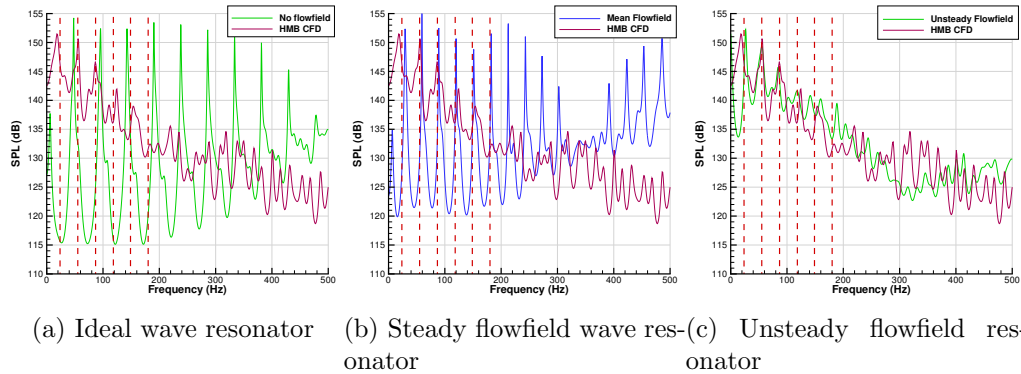 No flowfield
HMB CFD
155
150
145
140
135
130
125
120
115
110
SPL (dB)
0 100 200 300 400 500
Frequency (Hz)
Mean Flowfield
HMB CFD
155
150
145
140
135
130
125
120
115
110
SPL (dB)
0 100 200 300 400 500
Frequency (Hz)
Unsteady Flowfield
HMB CFD
155
150
145
140
135
130
125
120
115
110
SPL (dB)
0 100 200 300 400 500
Frequency (Hz)
(a) Ideal wave resonator
(b) Steady flowfield wave res-
onator
(c) Unsteady flowfield res-
onator